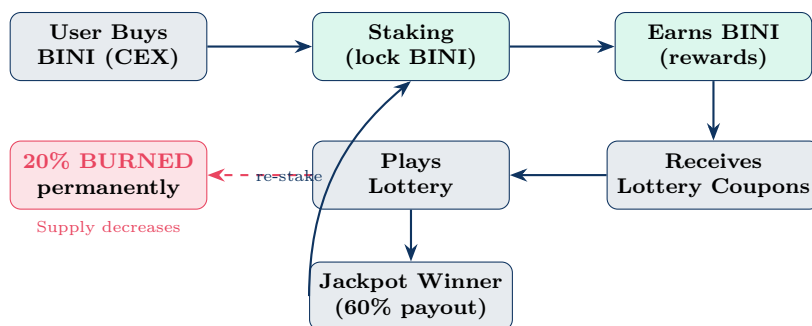 User Buys
BINI (CEX)
Staking
(lock BINI)
Earns BINI
(rewards)
20% BURNED
permanently
re-stake
Plays
Lottery
Receives
Lottery Coupons
Supply decreases
Jackpot Winner
(60% payout)